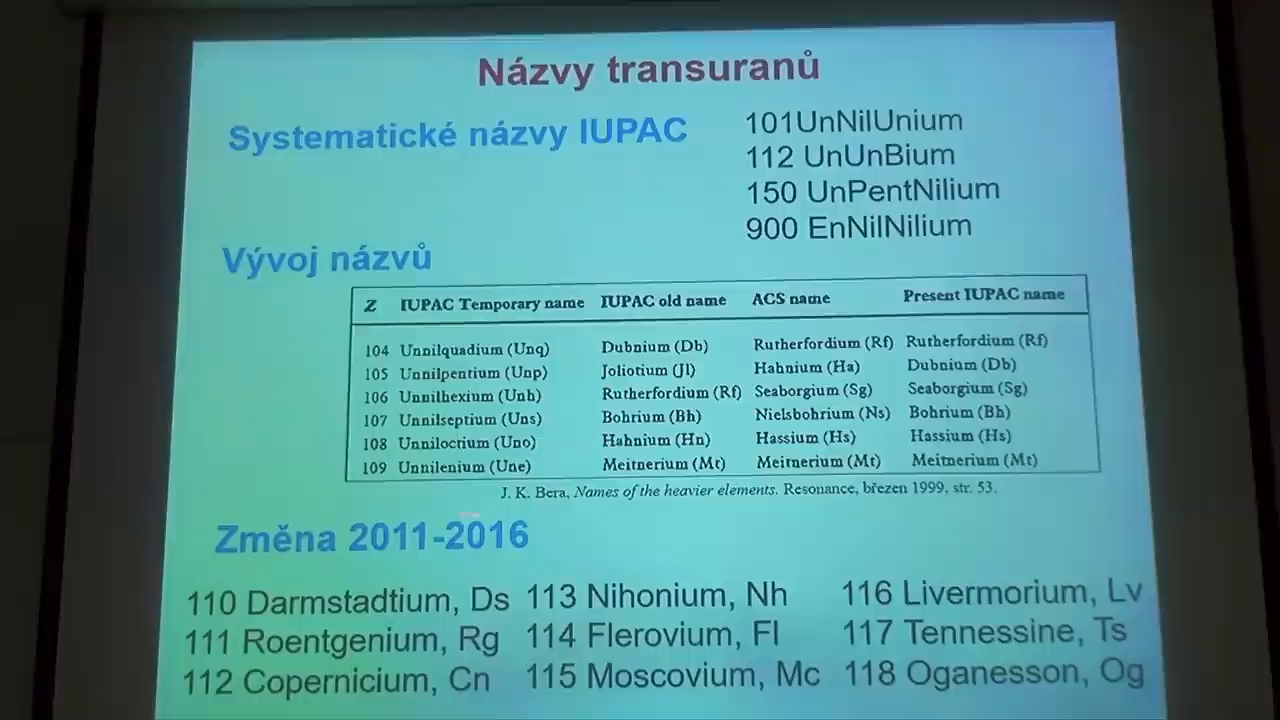 Názvy transuranů
Systematické názvy IUPAC
101UnNilUnium
112 UnUnBium
150 UnPentNilium
900 EnNilNilium
Vývoj názvů
Z IUPAC Temporary name IUPAC old name ACS name Present IUPAC name
104 Unnilquadium (Unq) Dubnium (Db) Rutherfordium (Rf) Rutherfordium (Rf)
105 Unnilpentium (Unp) Joliotium (Jl) Hahnium (Ha) Dubnium (Db)
106 Unnilhexium (Unh) Rutherfordium (Rf) Seaborgium (Sg) Seaborgium (Sg)
107 Unnilseptium (Uns) Bohrium (Bh) Nielsbohrium (Ns) Bohrium (Bh)
108 Unniloctium (Uno) Hahnium (Hn) Hassium (Hs) Hassium (Hs)
109 Unnilenium (Une) Meitnerium (Mt) Meitnerium (Mt) Meitnerium (Mt)
J. K. Bera, Names of the heavier elements. Resonance, březen 1999, str. 53.
Změna 2011-2016
110 Darmstadtium, Ds 113 Nihonium, Nh 116 Livermorium, Lv
111 Roentgenium, Rg 114 Flerovium, Fl 117 Tennessine, Ts
112 Copernicium, Cn 115 Moscovium, Mc 118 Oganesson, Og